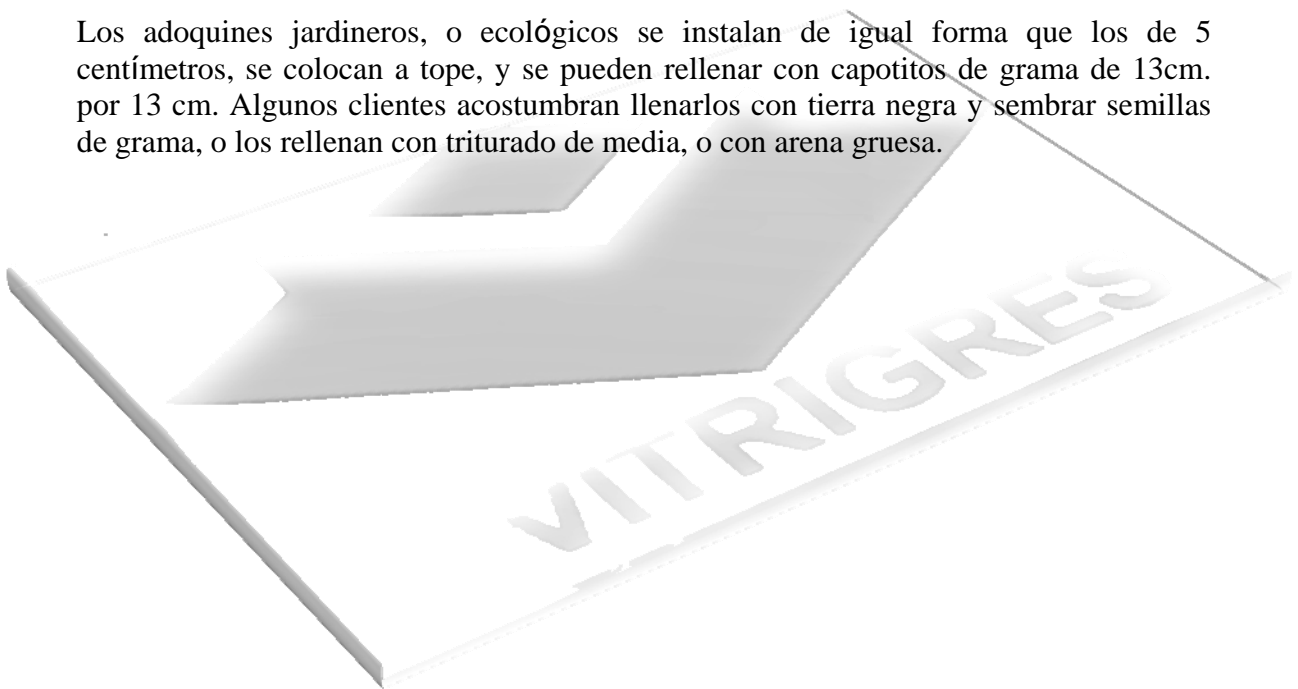 Los adoquines jardineros, o ecológicos se instalan de igual forma que los de 5
centímetros, se colocan a tope, y se pueden rellenar con capotitos de grama de 13cm.
por 13 cm. Algunos clientes acostumbran llenarlos con tierra negra y sembrar semillas
de grama, o los rellenan con triturado de media, o con arena gruesa.
VITRIGRES